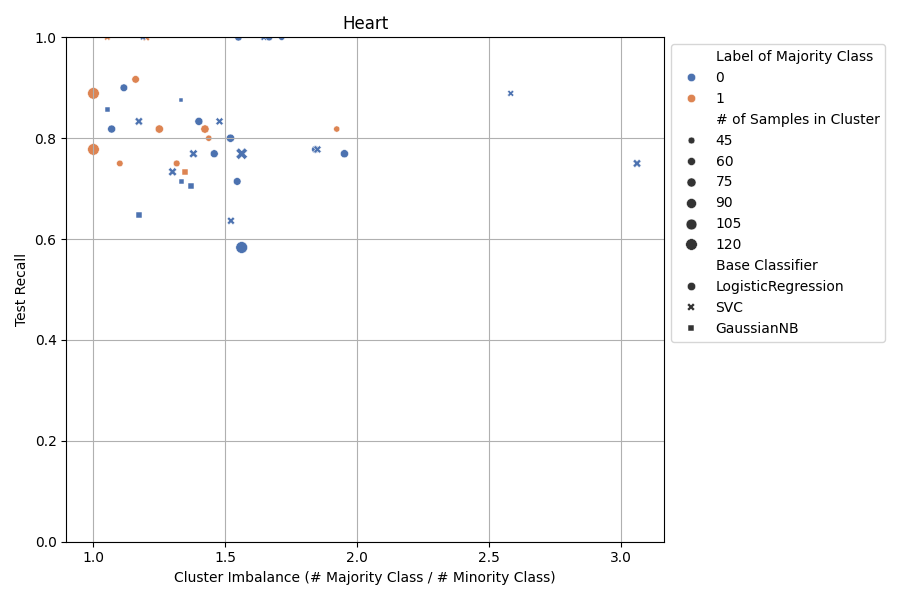 Heart
1.0
0.8
0.6
0.4
0.2
0.0
Test Recall
1.0 1.5 2.0 2.5 3.0
Cluster Imbalance (# Majority Class / # Minority Class)
Label of Majority Class
0
1
# of Samples in Cluster
45
60
75
90
105
120
Base Classifier
LogisticRegression
SVC
GaussianNB